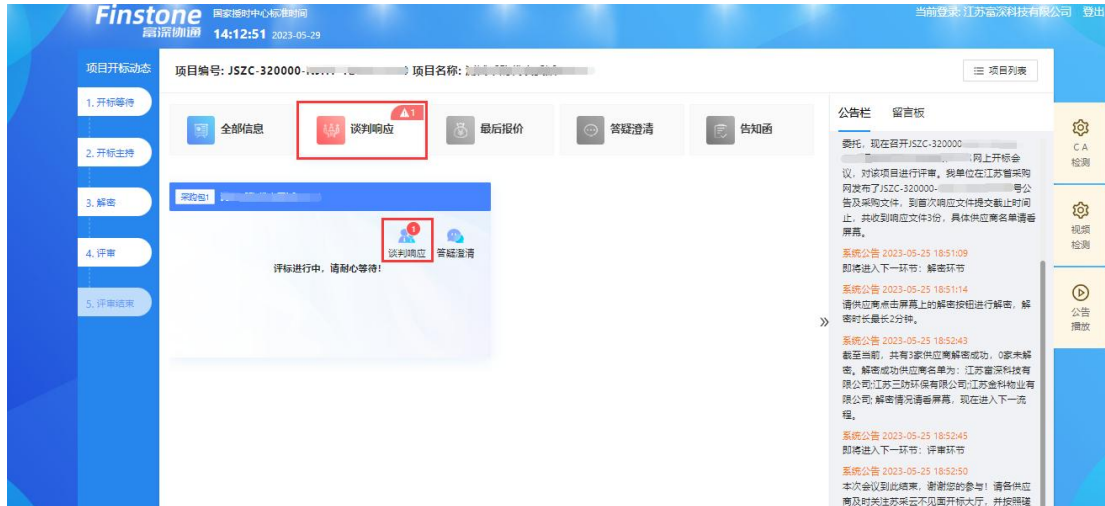 Finstone
富深协通
国家授时中心标准时间
14:12:51 2023-05-29
当前登录: 江苏富深科技有限公司 登出
项目开标动态
1. 开标等待
2. 开标主持
3. 解密
4. 评审
5. 评审结束
项目编号: JSZC-320000- 项目名称:
项目列表
全部信息
谈判响应
1
最后报价
答疑澄清
告知函
采购包1
1
谈判响应
答疑澄清
评标进行中，请耐心等待！
»
公告栏 留言板
委托，现在召开JSZC-320000
网上开标会
议，对该项目进行评审。我单位在江苏省采购
网发布了JSZC-320000- 号公
告及采购文件，到首次响应文件提交截止时间
止，共收到响应文件3份，具体供应商名单请看
屏幕。
系统公告 2023-05-25 18:51:09
即将进入下一环节：解密环节
系统公告 2023-05-25 18:51:14
请供应商点击屏幕上的解密按钮进行解密，解
密时长最长2分钟。
系统公告 2023-05-25 18:52:43
截至当前，共有3家供应商解密成功，0家未解
密。解密成功供应商名单为：江苏富深科技有
限公司;江苏三防环保有限公司;江苏金科物业有
限公司; 解密情况请看屏幕，现在进入下一流
程。
系统公告 2023-05-25 18:52:45
即将进入下一环节：评审环节
系统公告 2023-05-25 18:52:50
本次会议到此结束，谢谢您的参与！请各供应
商及时关注苏采云不见面开标大厅，并按照磋
CA
检测
视频
检测
公告
播放